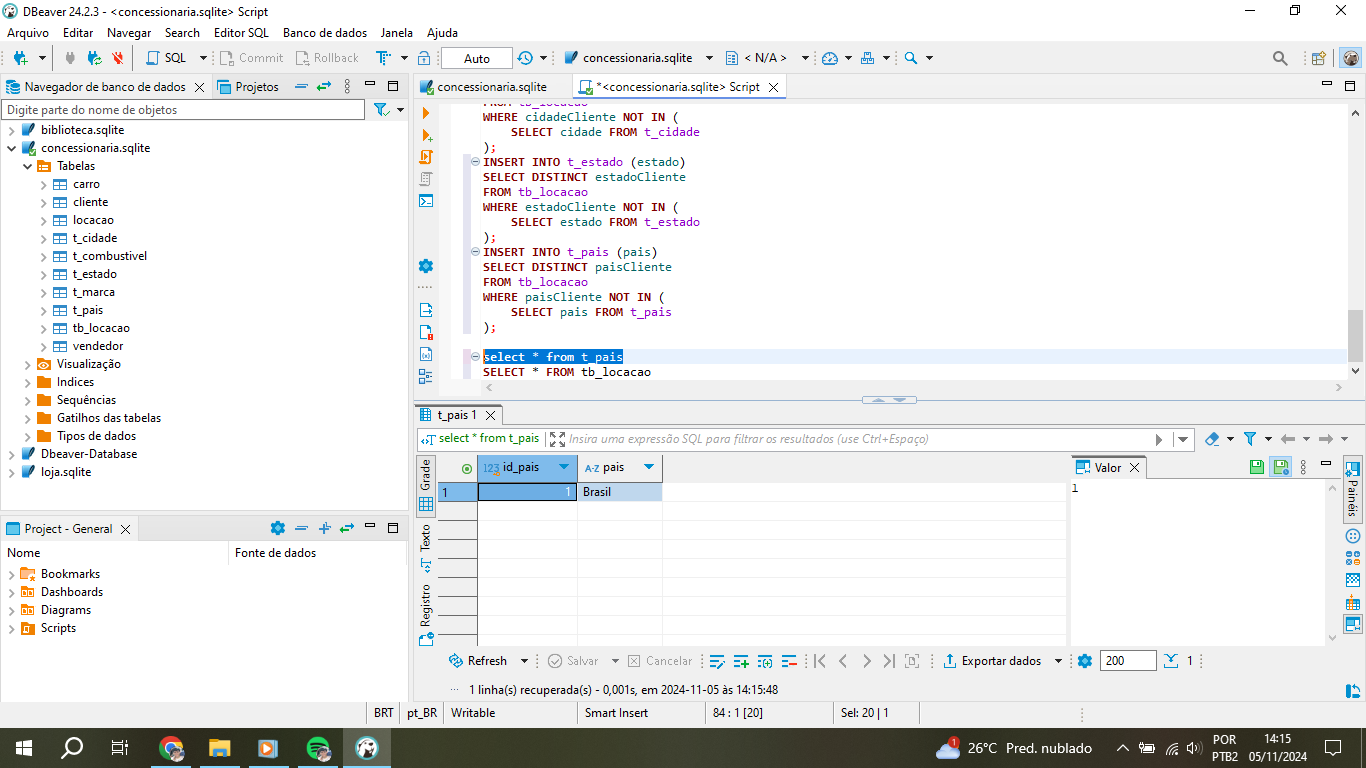 DBeaver 24.2.3 - <concessionaria.sqlite> Script
Arquivo Editar Navegar Search Editor SQL Banco de dados Janela Ajuda
SQL Commit Rollback Auto concessionaria.sqlite < N/A >
Navegador de banco de dados Projetos
Digite parte do nome de objetos
biblioteca.sqlite
concessionaria.sqlite
Tabelas
carro
cliente
locacao
t_cidade
t_combustivel
t_estado
t_marca
t_pais
tb_locacao
vendedor
Visualização
Indices
Sequências
Gatilhos das tabelas
Tipos de dados
Dbeaver-Database
loja.sqlite
Project - General
Nome Fonte de dados
Bookmarks
Dashboards
Diagrams
Scripts
concessionaria.sqlite *<concessionaria.sqlite> Script
FROM tb_locacao
WHERE cidadeCliente NOT IN (
SELECT cidade FROM t_cidade
);
INSERT INTO t_estado (estado)
SELECT DISTINCT estadoCliente
FROM tb_locacao
WHERE estadoCliente NOT IN (
SELECT estado FROM t_estado
);
INSERT INTO t_pais (pais)
SELECT DISTINCT paisCliente
FROM tb_locacao
WHERE paisCliente NOT IN (
SELECT pais FROM t_pais
);
select * from t_pais
SELECT * FROM tb_locacao
t_pais 1
select * from t_pais Insira uma expressão SQL para filtrar os resultados (use Ctrl+Espaço)
Grade
Texto
Registro
123 id_pais A-Z pais
1 1 Brasil
Valor
1
Painéis
Refresh Salvar Cancelar Exportar dados 200 1
1 linha(s) recuperada(s) - 0,001s, em 2024-11-05 às 14:15:48
BRT pt_BR Writable Smart Insert 84 : 1 [20] Sel: 20 | 1
1 26°C Pred. nublado POR 14:15
PTB2 05/11/2024